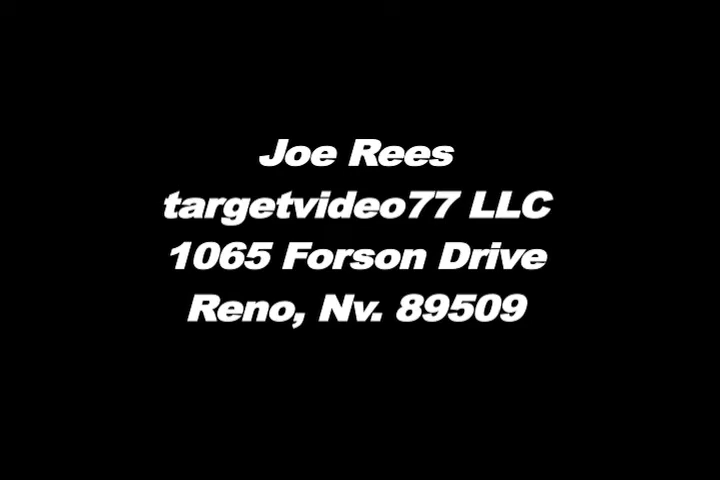 Joe Rees
targetvideo77 LLC
1065 Forson Drive
Reno, Nv. 89509